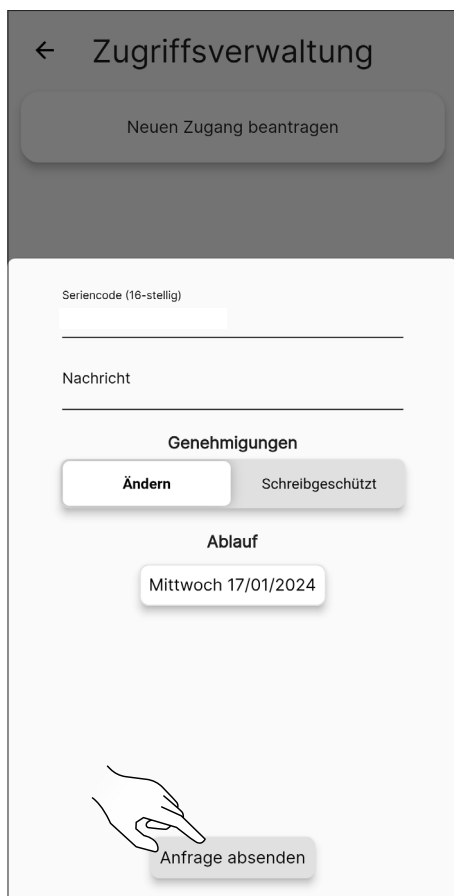 Zugriffsverwaltung
Neuen Zugang beantragen
Seriencode (16-stellig)
Nachricht
Genehmigungen
Ändern Schreibgeschützt
Ablauf
Mittwoch 17/01/2024
Anfrage absenden